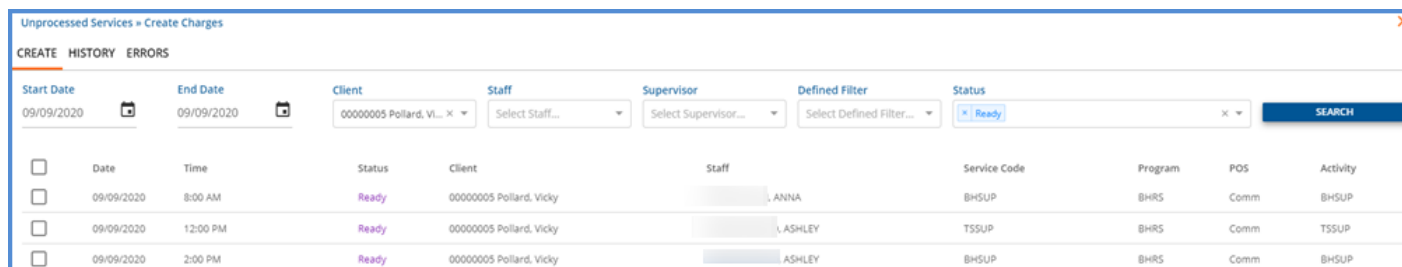 Unprocessed Services » Create Charges
CREATE HISTORY ERRORS
Start Date End Date Client Staff Supervisor Defined Filter Status
09/09/2020 09/09/2020 00000005 Pollard, Vi... × Select Staff... Select Supervisor... Select Defined Filter... × Ready × SEARCH
Date Time Status Client Staff Service Code Program POS Activity
09/09/2020 8:00 AM Ready 00000005 Pollard, Vicky , ANNA BHSUP BHRS Comm BHSUP
09/09/2020 12:00 PM Ready 00000005 Pollard, Vicky , ASHLEY TSSUP BHRS Comm TSSUP
09/09/2020 2:00 PM Ready 00000005 Pollard, Vicky ASHLEY BHSUP BHRS Comm BHSUP